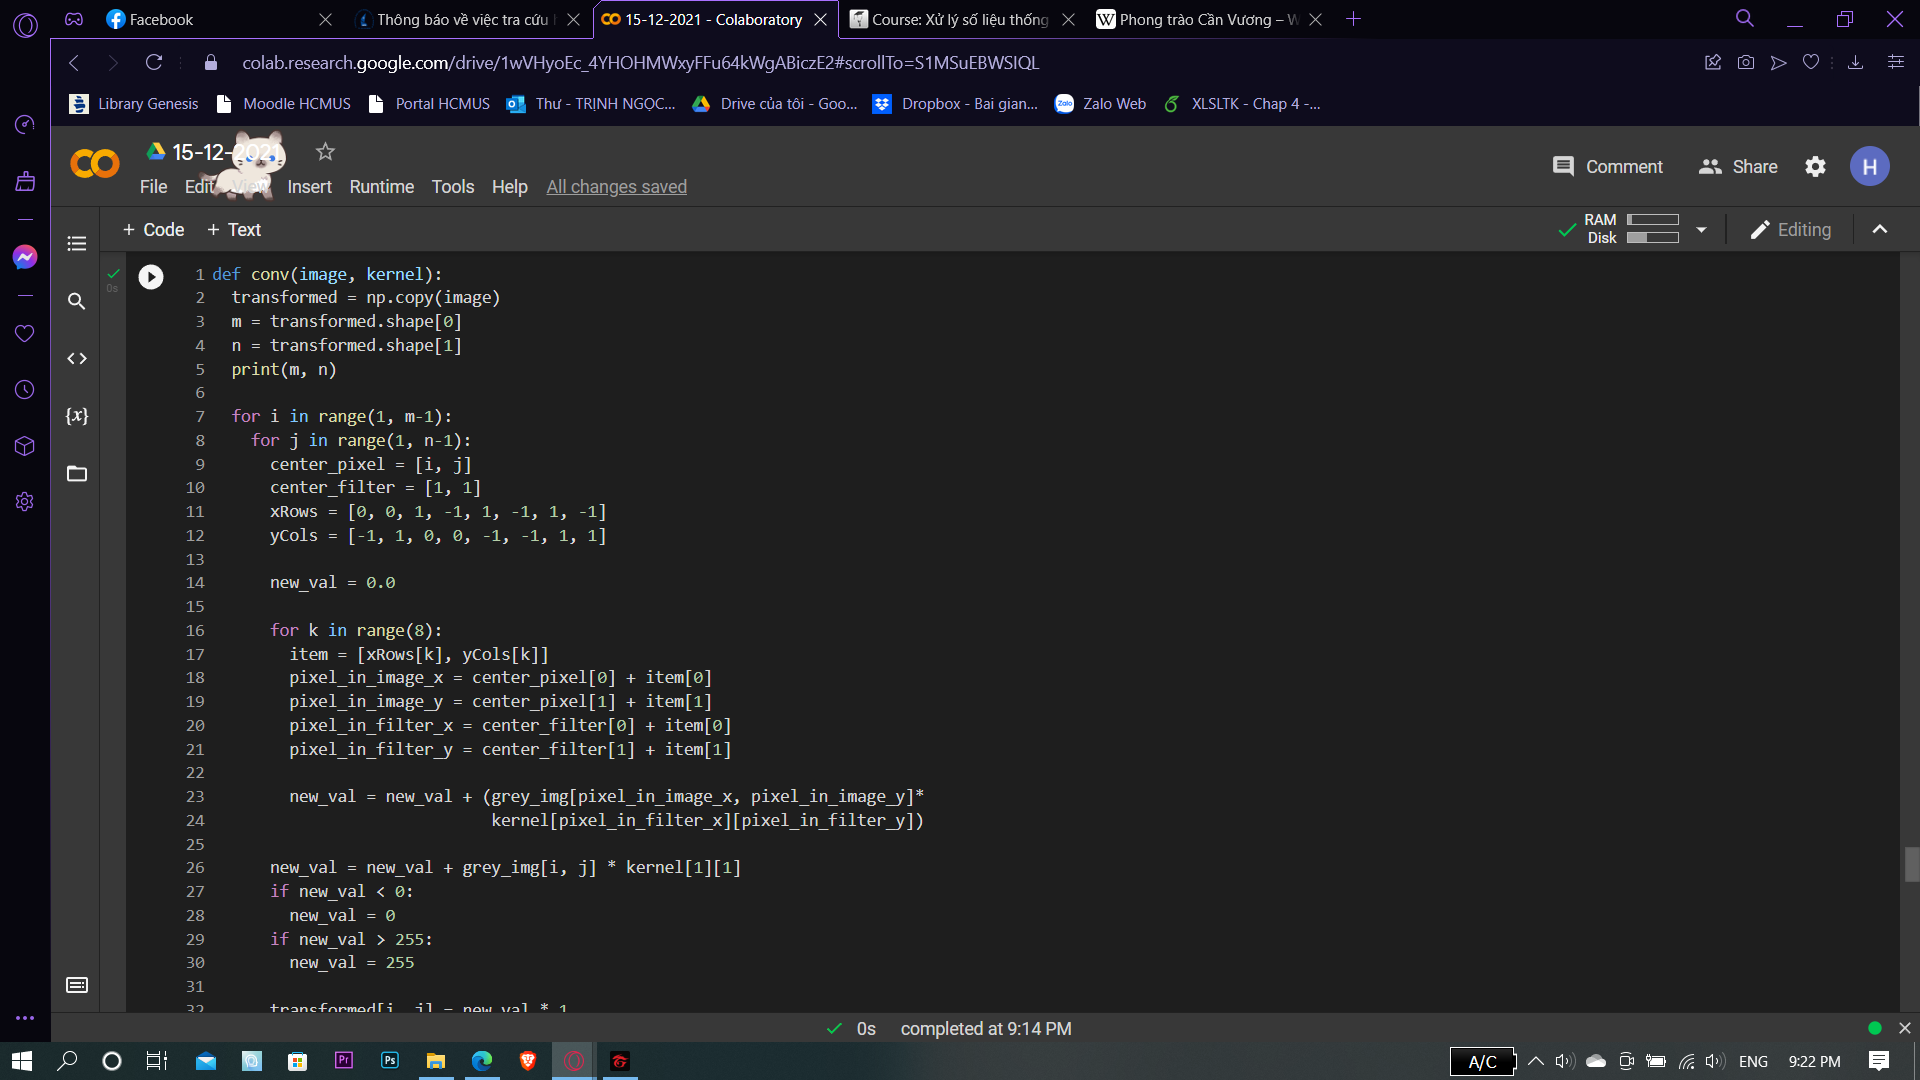 Facebook
Thông báo về việc tra cứu
15-12-2021 - Colaboratory
Course: Xử lý số liệu thống
Phong trào Cần Vương – W
colab.research.google.com/drive/1wVHyoEc_4YHOHMWxyFFu64kWgABiczE2#scrollTo=S1MSuEBWSIQL
Library Genesis
Moodle HCMUS
Portal HCMUS
Thư - TRỊNH NGỌC...
Drive của tôi - Goo...
Dropbox - Bai gian...
Zalo Web
XLSLTK - Chap 4 -...
15-12-2021
File Edit View Insert Runtime Tools Help All changes saved
Comment
Share
H
+ Code + Text
RAM
Disk
Editing
0s
1 def conv(image, kernel):
2 transformed = np.copy(image)
3 m = transformed.shape[0]
4 n = transformed.shape[1]
5 print(m, n)
6
7 for i in range(1, m-1):
8 for j in range(1, n-1):
9 center_pixel = [i, j]
10 center_filter = [1, 1]
11 xRows = [0, 0, 1, -1, 1, -1, 1, -1]
12 yCols = [-1, 1, 0, 0, -1, -1, 1, 1]
13
14 new_val = 0.0
15
16 for k in range(8):
17 item = [xRows[k], yCols[k]]
18 pixel_in_image_x = center_pixel[0] + item[0]
19 pixel_in_image_y = center_pixel[1] + item[1]
20 pixel_in_filter_x = center_filter[0] + item[0]
21 pixel_in_filter_y = center_filter[1] + item[1]
22
23 new_val = new_val + (grey_img[pixel_in_image_x, pixel_in_image_y]*
24 kernel[pixel_in_filter_x][pixel_in_filter_y])
25
26 new_val = new_val + grey_img[i, j] * kernel[1][1]
27 if new_val < 0:
28 new_val = 0
29 if new_val > 255:
30 new_val = 255
31
32 transformed[i, j] = new_val * 1
0s completed at 9:14 PM
A/C
ENG
9:22 PM